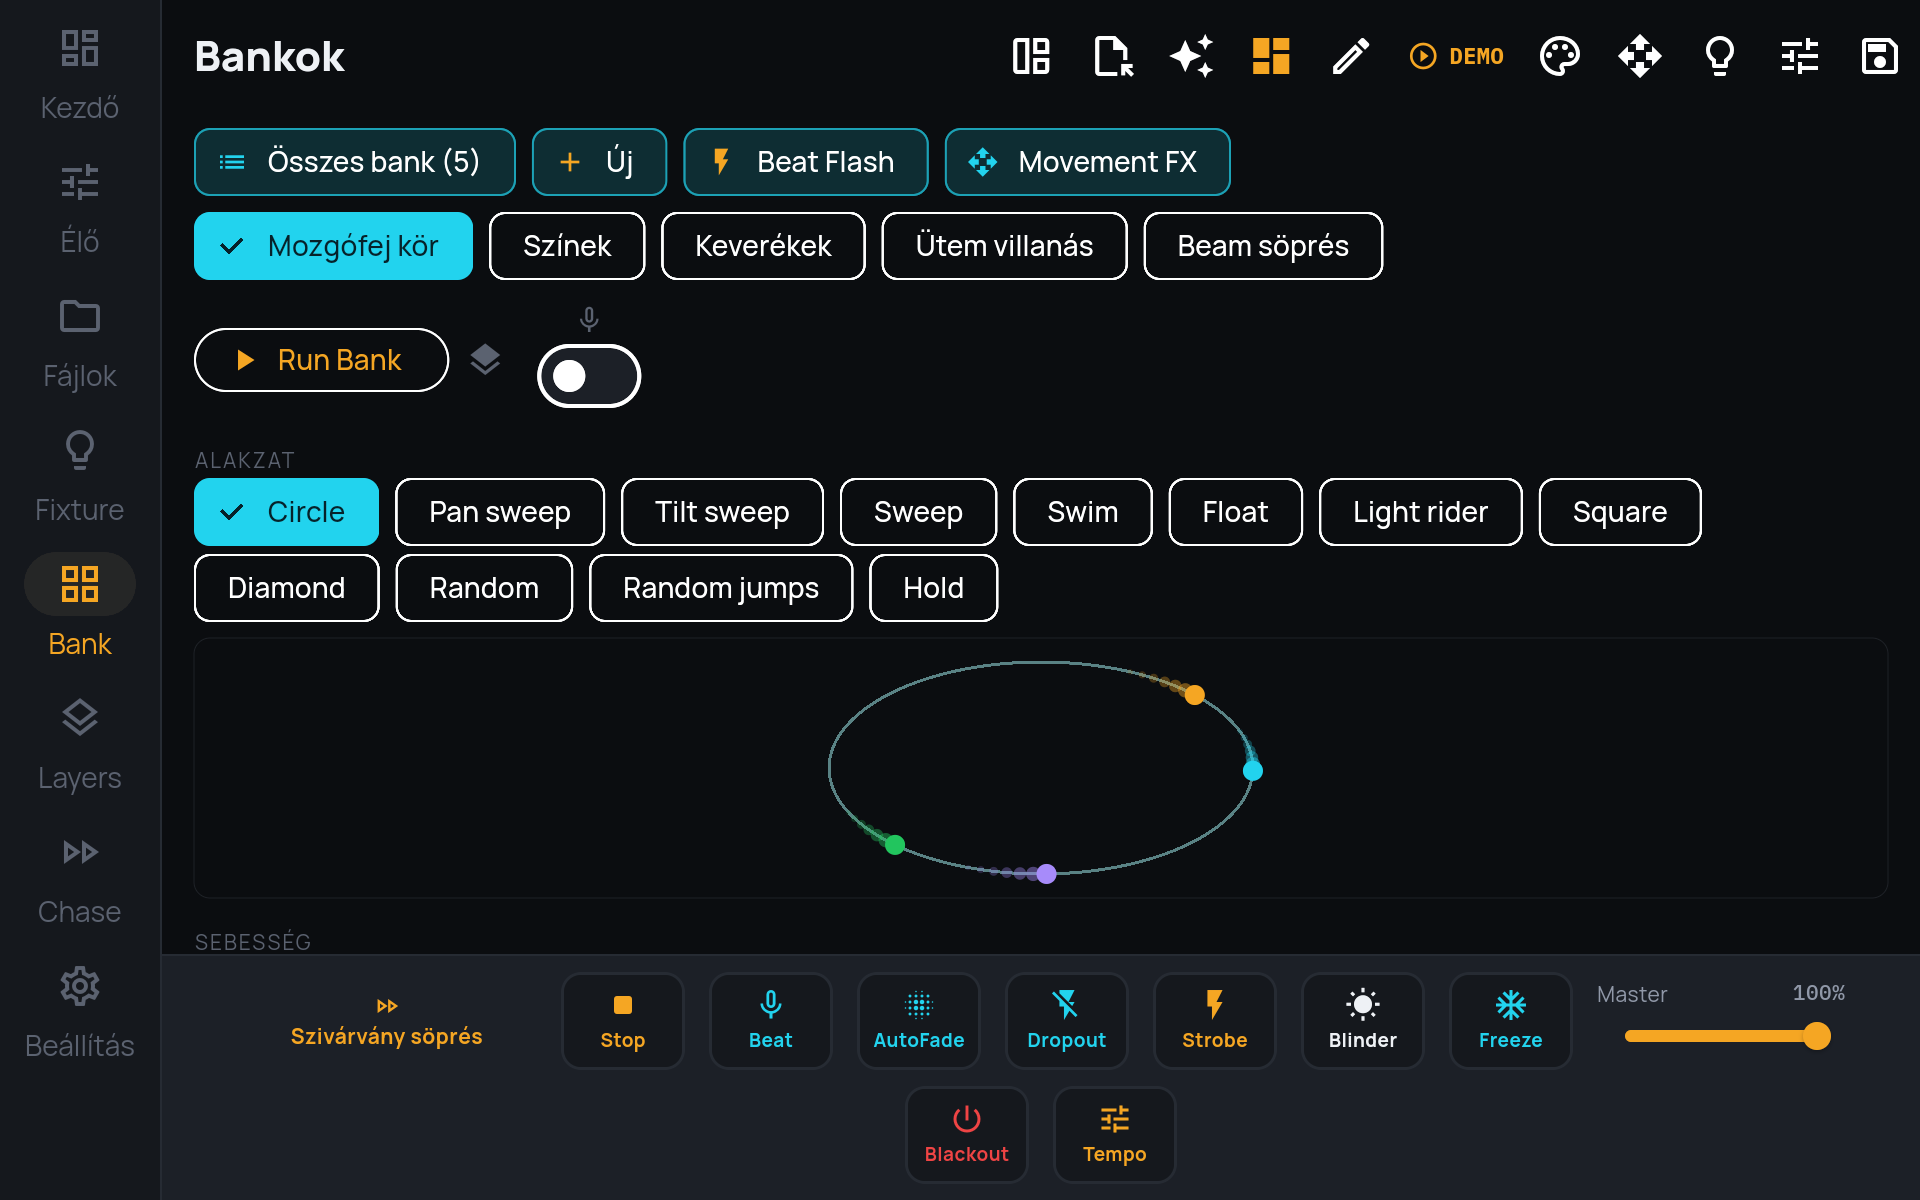 Bankok
DEMO
Kezdő
Élő
Fájlok
Fixture
Bank
Layers
Chase
Beállítás
Összes bank (5)
Új
Beat Flash
Movement FX
Mozgófej kör
Színek
Keverékek
Ütem villanás
Beam söprés
Run Bank
ALAKZAT
Circle
Pan sweep
Tilt sweep
Sweep
Swim
Float
Light rider
Square
Diamond
Random
Random jumps
Hold
SEBESSÉG
Szivárvány söprés
Stop
Beat
AutoFade
Dropout
Strobe
Blinder
Freeze
Master
100%
Blackout
Tempo